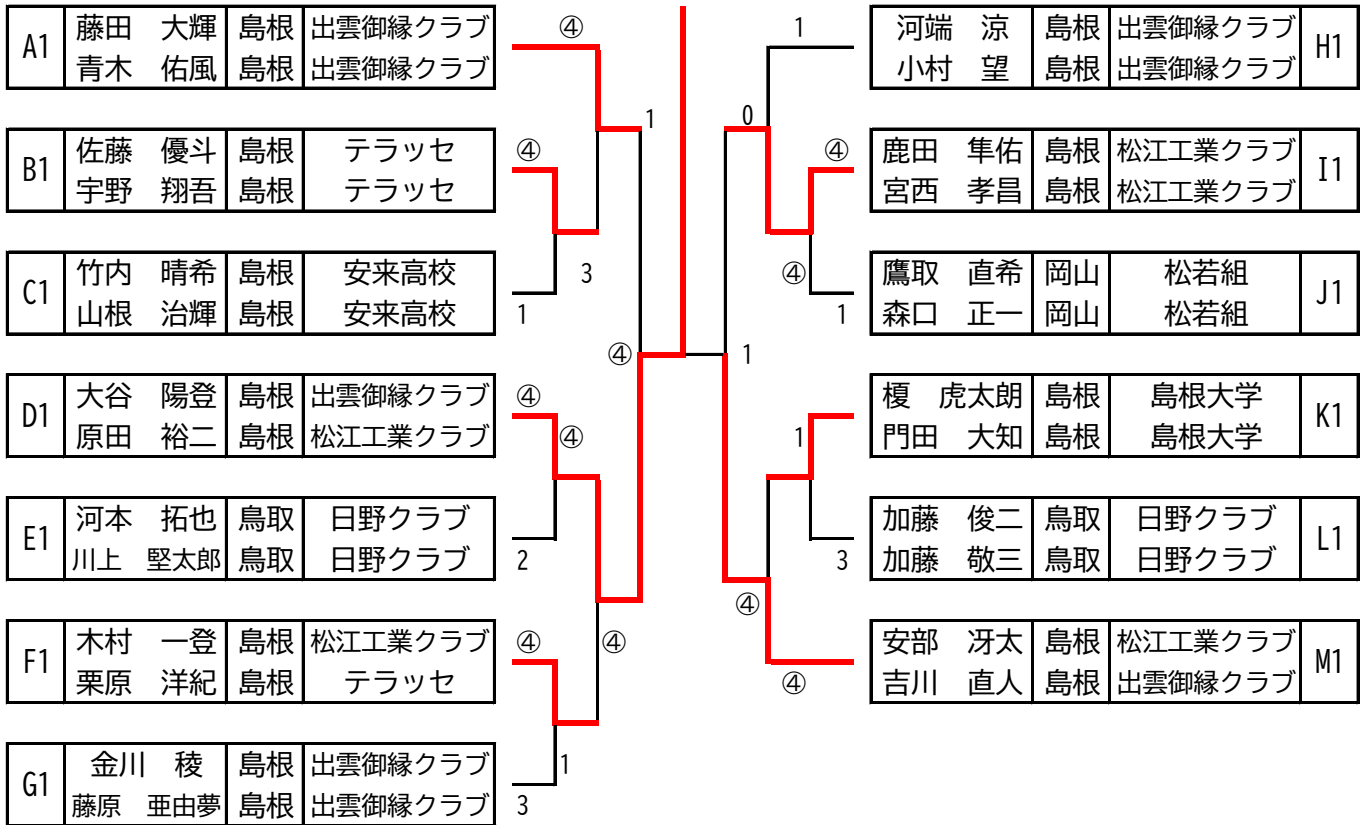 A1 藤田 大輝 島根 出雲御縁クラブ
青木 佑風 島根 出雲御縁クラブ
④
B1 佐藤 優斗 島根 テラッセ
宇野 翔吾 島根 テラッセ
④
1
C1 竹内 晴希 島根 安来高校
山根 治輝 島根 安来高校
3
1
④
D1 大谷 陽登 島根 出雲御縁クラブ
原田 裕二 島根 松江工業クラブ
④
④
E1 河本 拓也 鳥取 日野クラブ
川上 堅太郎 鳥取 日野クラブ
2
F1 木村 一登 島根 松江工業クラブ
栗原 洋紀 島根 テラッセ
④
④
G1 金川 稜 島根 出雲御縁クラブ
藤原 亜由夢 島根 出雲御縁クラブ
1
3
1
河端 涼 島根 出雲御縁クラブ H1
小村 望 島根 出雲御縁クラブ
0
④
鹿田 隼佑 島根 松江工業クラブ I1
宮西 孝昌 島根 松江工業クラブ
④
1
鷹取 直希 岡山 松若組 J1
森口 正一 岡山 松若組
1
榎 虎太朗 島根 島根大学 K1
門田 大知 島根 島根大学
1
加藤 俊二 鳥取 日野クラブ L1
加藤 敬三 鳥取 日野クラブ
3
④
安部 冴太 島根 松江工業クラブ M1
吉川 直人 島根 出雲御縁クラブ
④